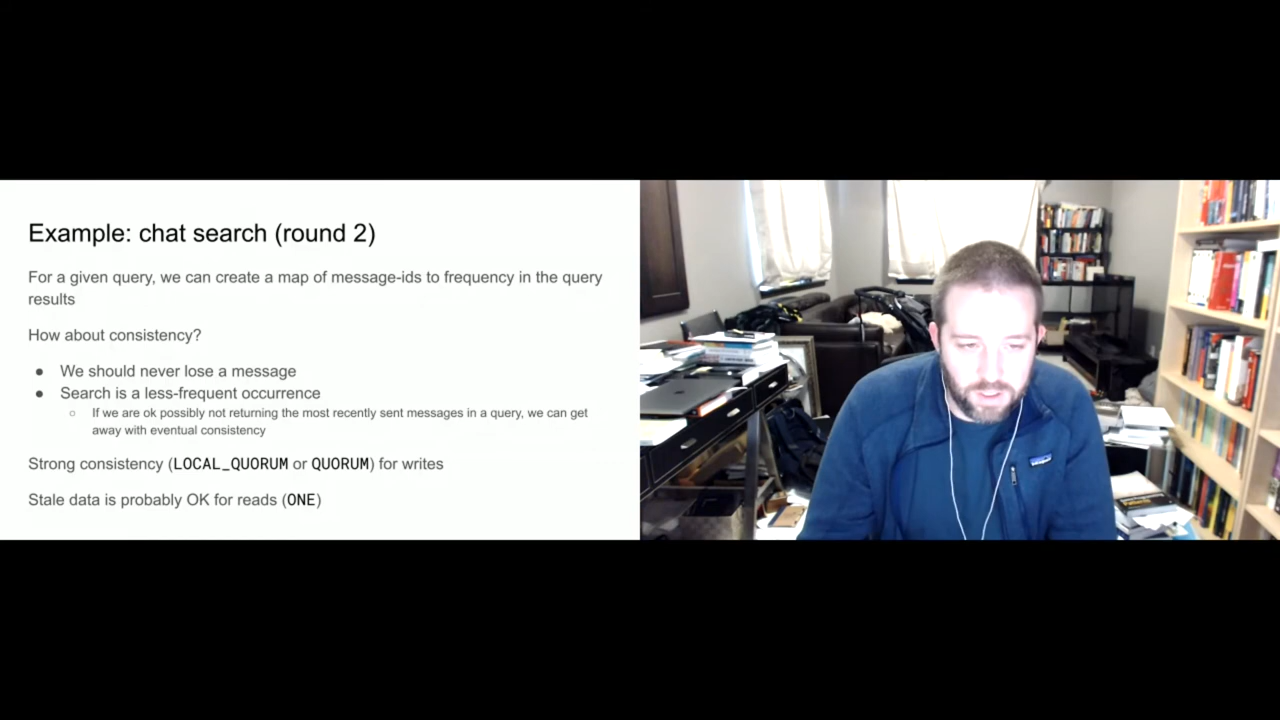 Example: chat search (round 2)
For a given query, we can create a map of message-ids to frequency in the query
results
How about consistency?
● We should never lose a message
● Search is a less-frequent occurrence
○ If we are ok possibly not returning the most recently sent messages in a query, we can get
away with eventual consistency
Strong consistency (LOCAL_QUORUM or QUORUM) for writes
Stale data is probably OK for reads (ONE)